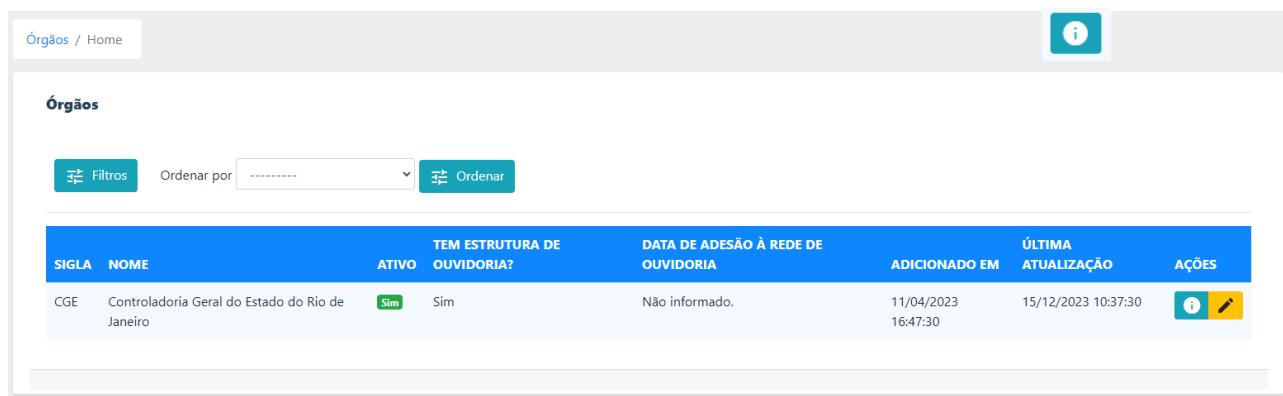 Órgãos / Home
Órgãos
Filtros Ordenar por --------- Ordenar
SIGLA NOME ATIVO TEM ESTRUTURA DE OUVIDORIA? DATA DE ADESÃO À REDE DE OUVIDORIA ADICIONADO EM ÚLTIMA ATUALIZAÇÃO AÇÕES
CGE Controladoria Geral do Estado do Rio de Janeiro Sim Sim Não informado. 11/04/2023 16:47:30 15/12/2023 10:37:30